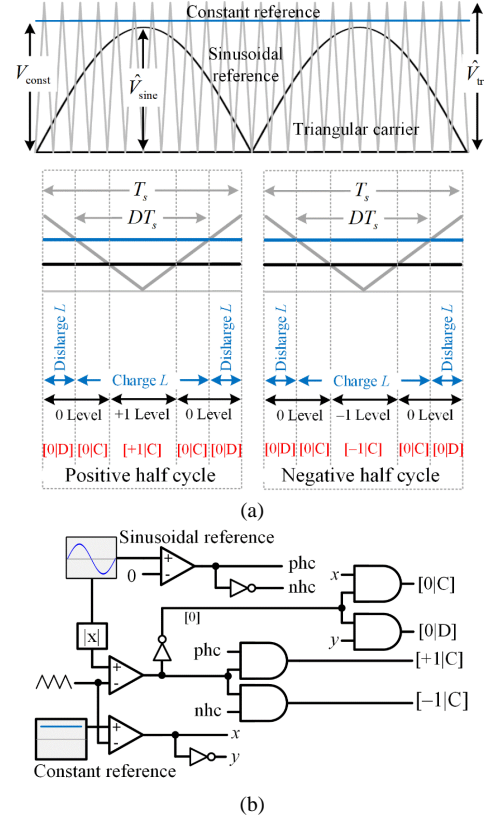 Constant reference
V_const
V̂_sine
Sinusoidal
reference
V̂_tr
Triangular carrier
T_s T_s
DT_s DT_s
Disharge L Disharge L Disharge L Disharge L
Charge L Charge L
0 Level +1 Level 0 Level 0 Level −1 Level 0 Level
[0|D] [0|C] [+1|C] [0|C] [0|D] [0|D] [0|C] [−1|C] [0|C] [0|D]
Positive half cycle Negative half cycle
(a)
Sinusoidal reference
+ phc
0 -
nhc
x [0|C]
[0]
|x| y [0|D]
phc [+1|C]
+
-
nhc [−1|C]
+ x
-
y
Constant reference
(b)